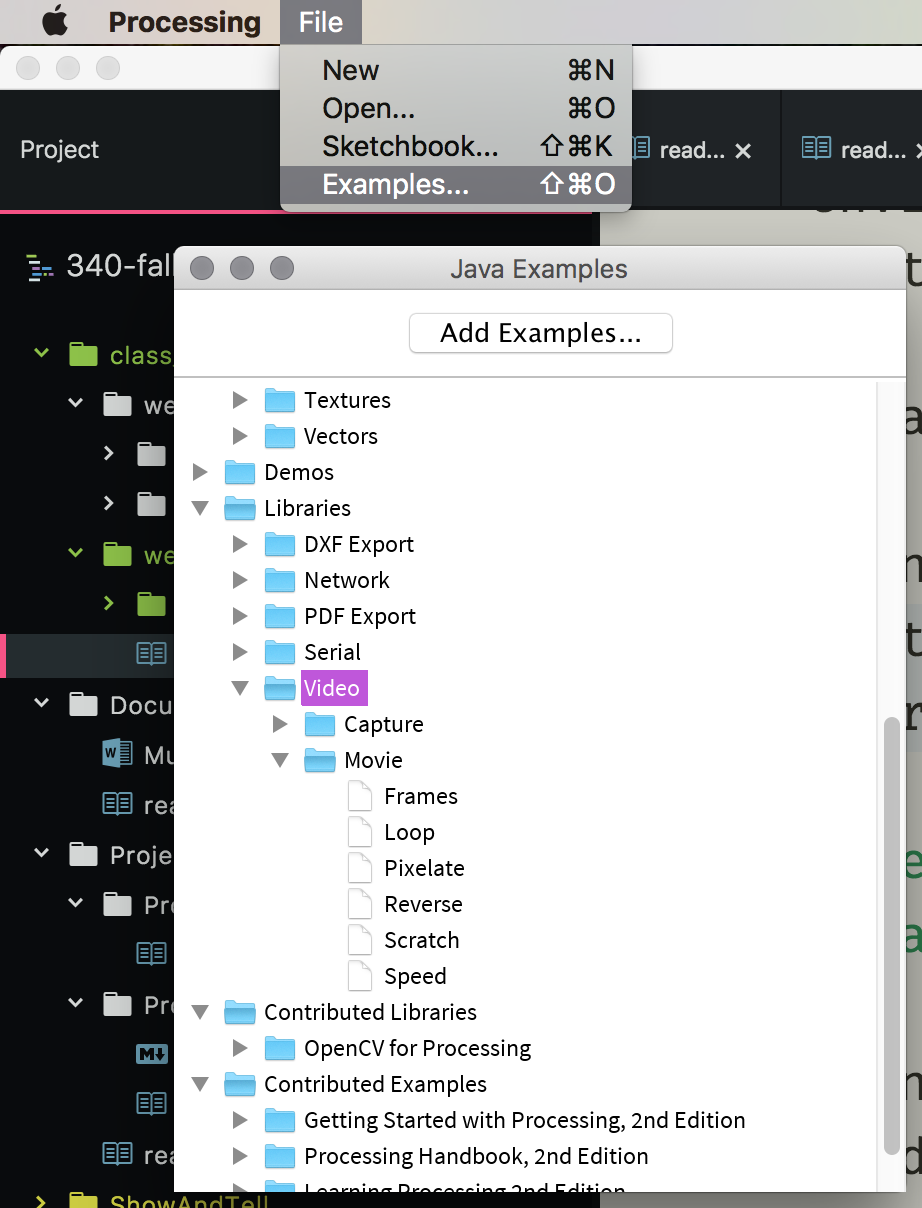 Processing File
New ⌘N
Open... ⌘O
Sketchbook... ⇧⌘K
Examples... ⇧⌘O
Project
read...
read...
340-fall
Java Examples
Add Examples...
Textures
Vectors
Demos
Libraries
DXF Export
Network
PDF Export
Serial
Video
Capture
Movie
Frames
Loop
Pixelate
Reverse
Scratch
Speed
Contributed Libraries
OpenCV for Processing
Contributed Examples
Getting Started with Processing, 2nd Edition
Processing Handbook, 2nd Edition
Learning Processing 2nd Edition
class
we
we
Docu
Mu
rea
Proje
Pro
Pro
rea
ShowAndTell